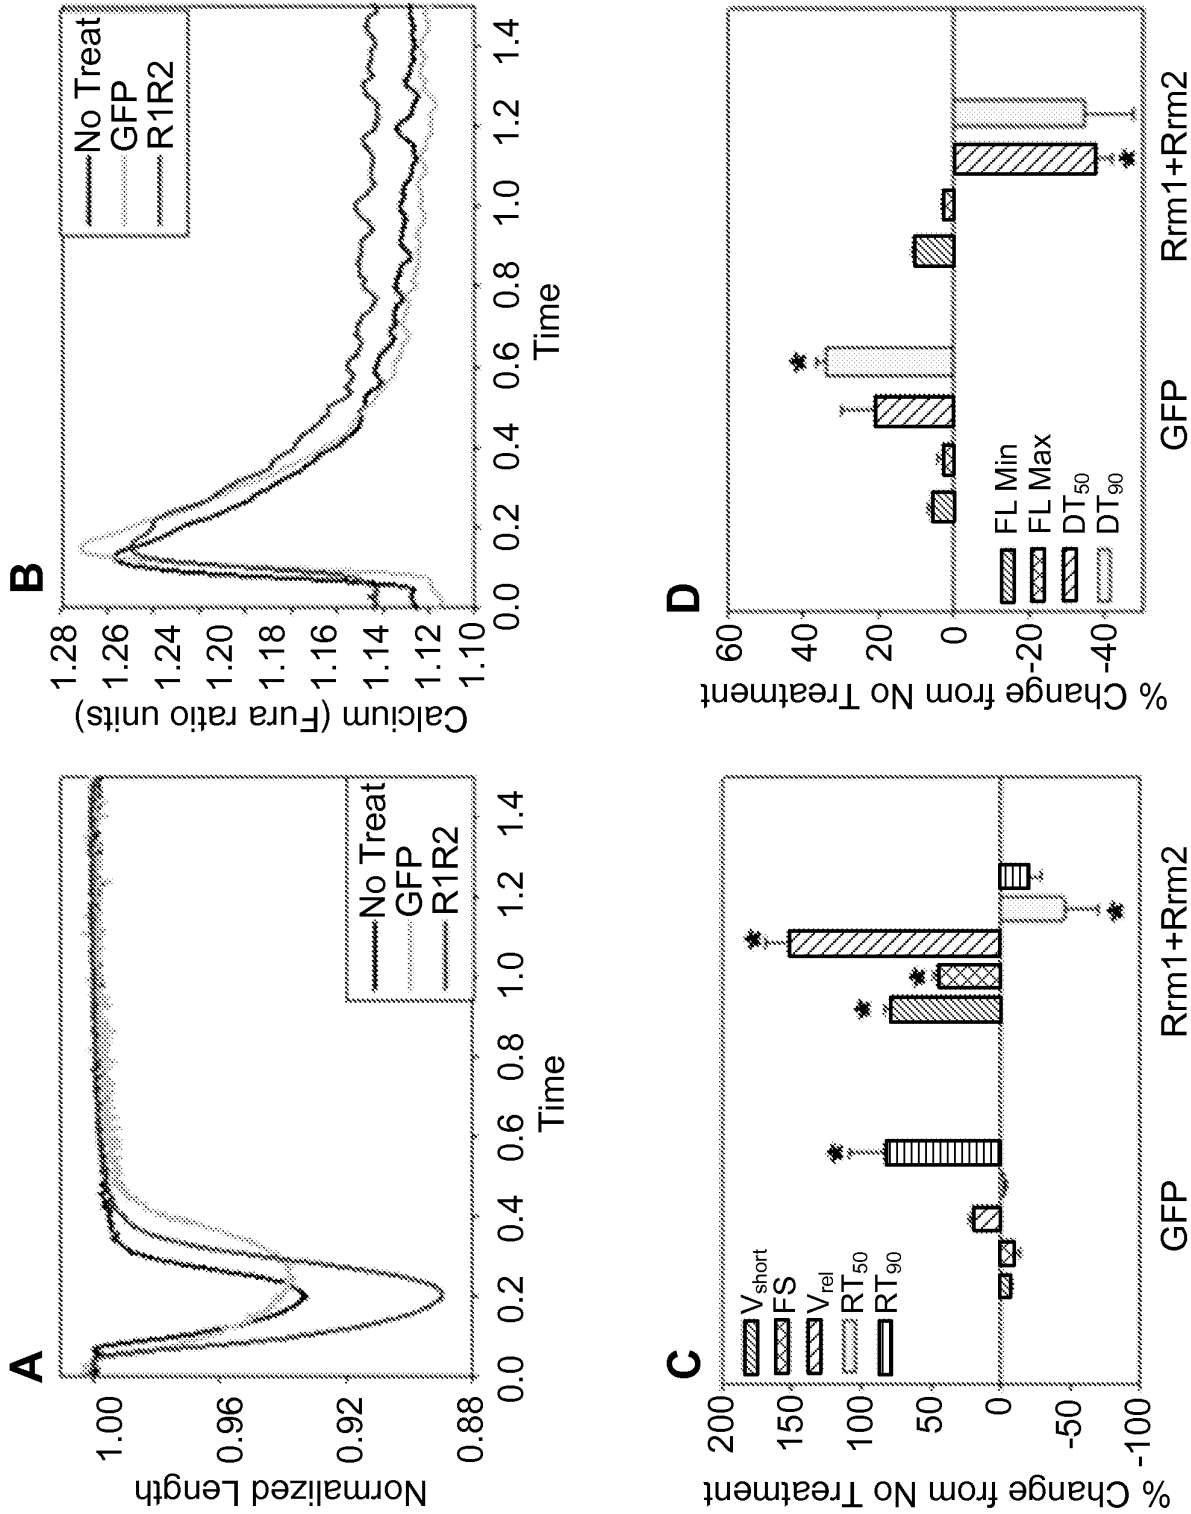 A
Normalized Length
1.00
0.96
0.92
0.88
0.0
0.2
0.4
0.6
0.8
1.0
1.2
1.4
Time
No Treat
GFP
R1R2
B
Calcium (Fura ratio units)
1.28
1.26
1.24
1.22
1.18
1.16
1.14
1.12
1.10
0.0
0.2
0.4
0.6
0.8
1.0
1.2
1.4
Time
No Treat
GFP
R1R2
C
% Change from No Treatment
200
150
100
50
0
-50
-100
Vshort
FS
Vrel
RT50
RT90
GFP
Rrm1+Rrm2
D
% Change from No Treatment
60
40
20
0
-20
-40
FL Min
FL Max
DT50
DT90
GFP
Rrm1+Rrm2